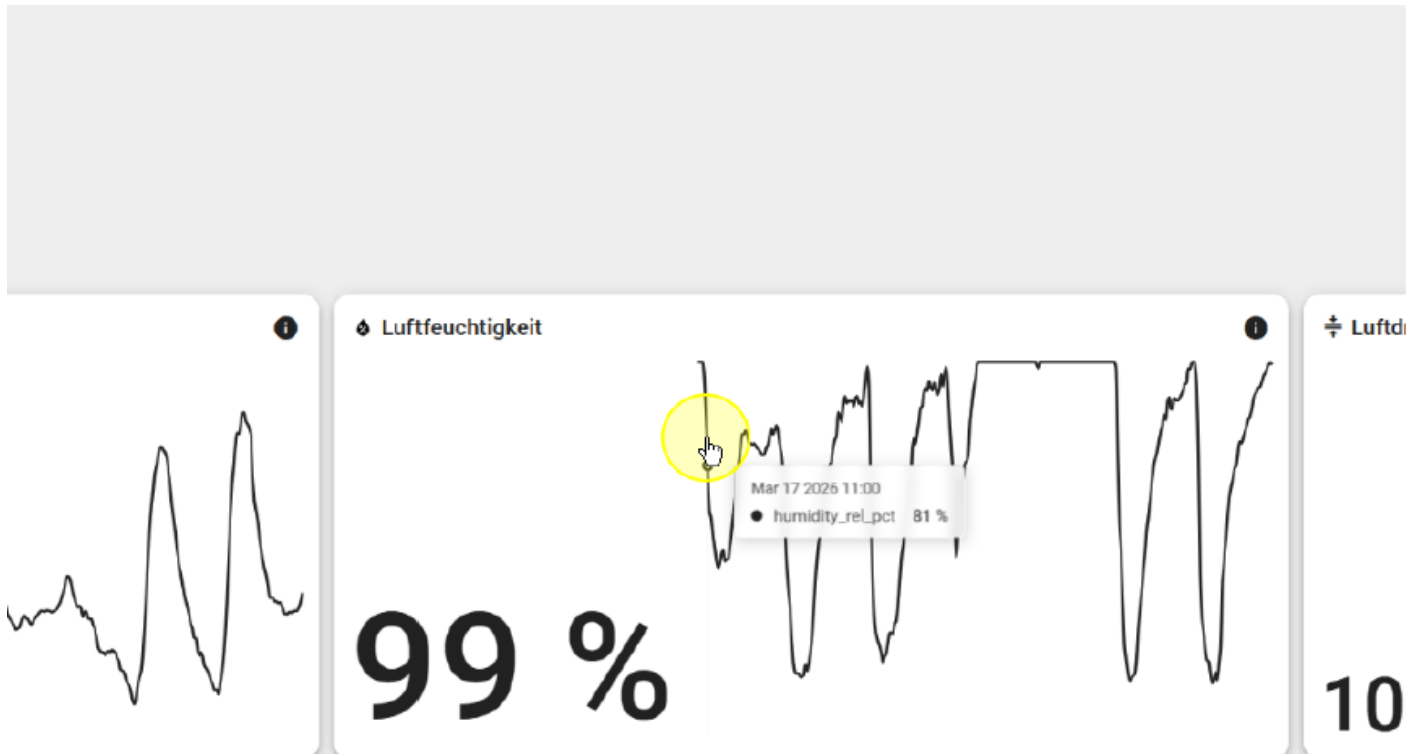 Luftfeuchtigkeit
Mar 17 2026 11:00
humidity_rel_pct 81 %
99 %
10